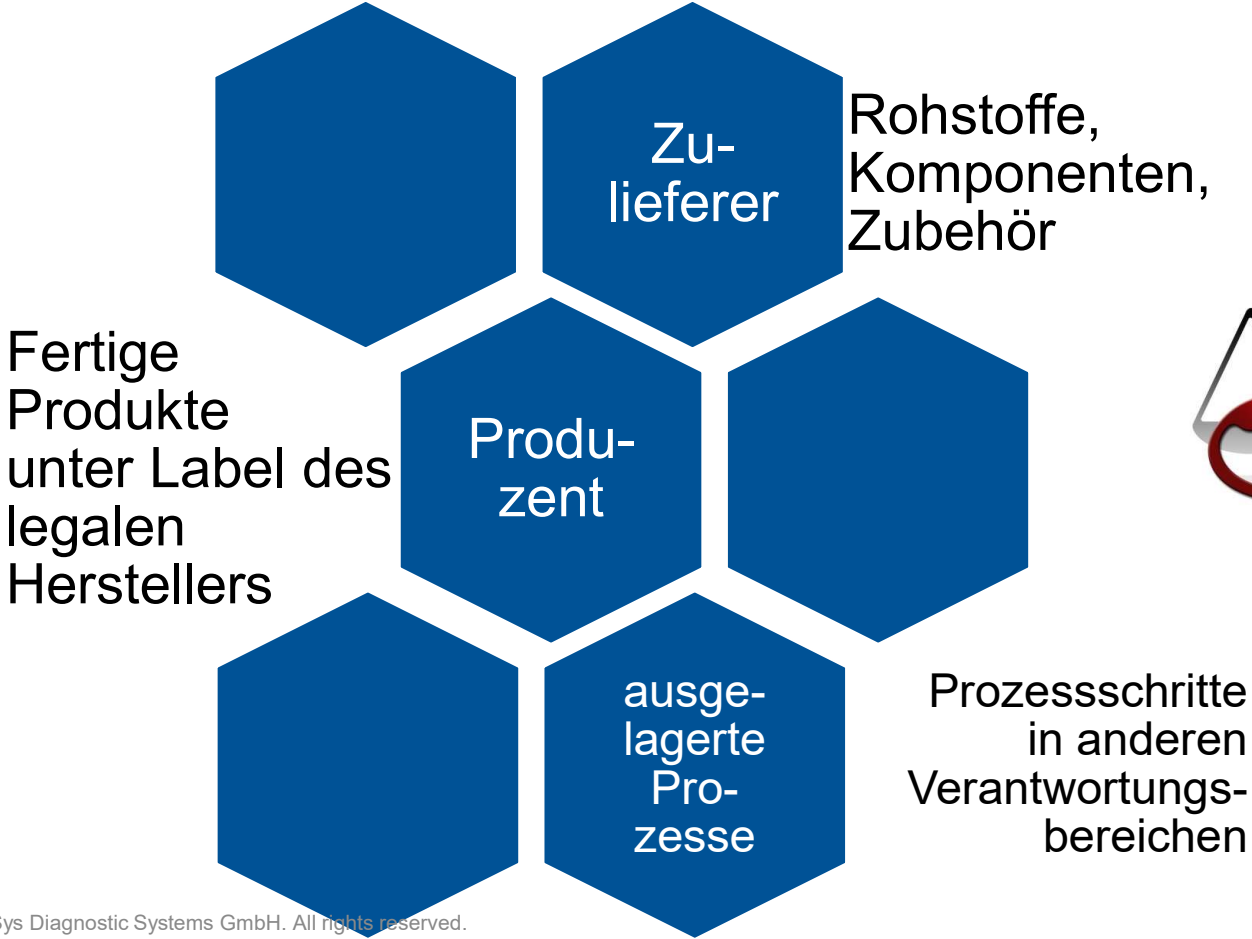 Zu-
lieferer
Rohstoffe,
Komponenten,
Zubehör
Fertige
Produkte
unter Label des
legalen
Herstellers
Produ-
zent
ausge-
lagerte
Pro-
zesse
Prozessschritte
in anderen
Verantwortungs-
bereichen
Diagnostic Systems GmbH. All rights reserved.